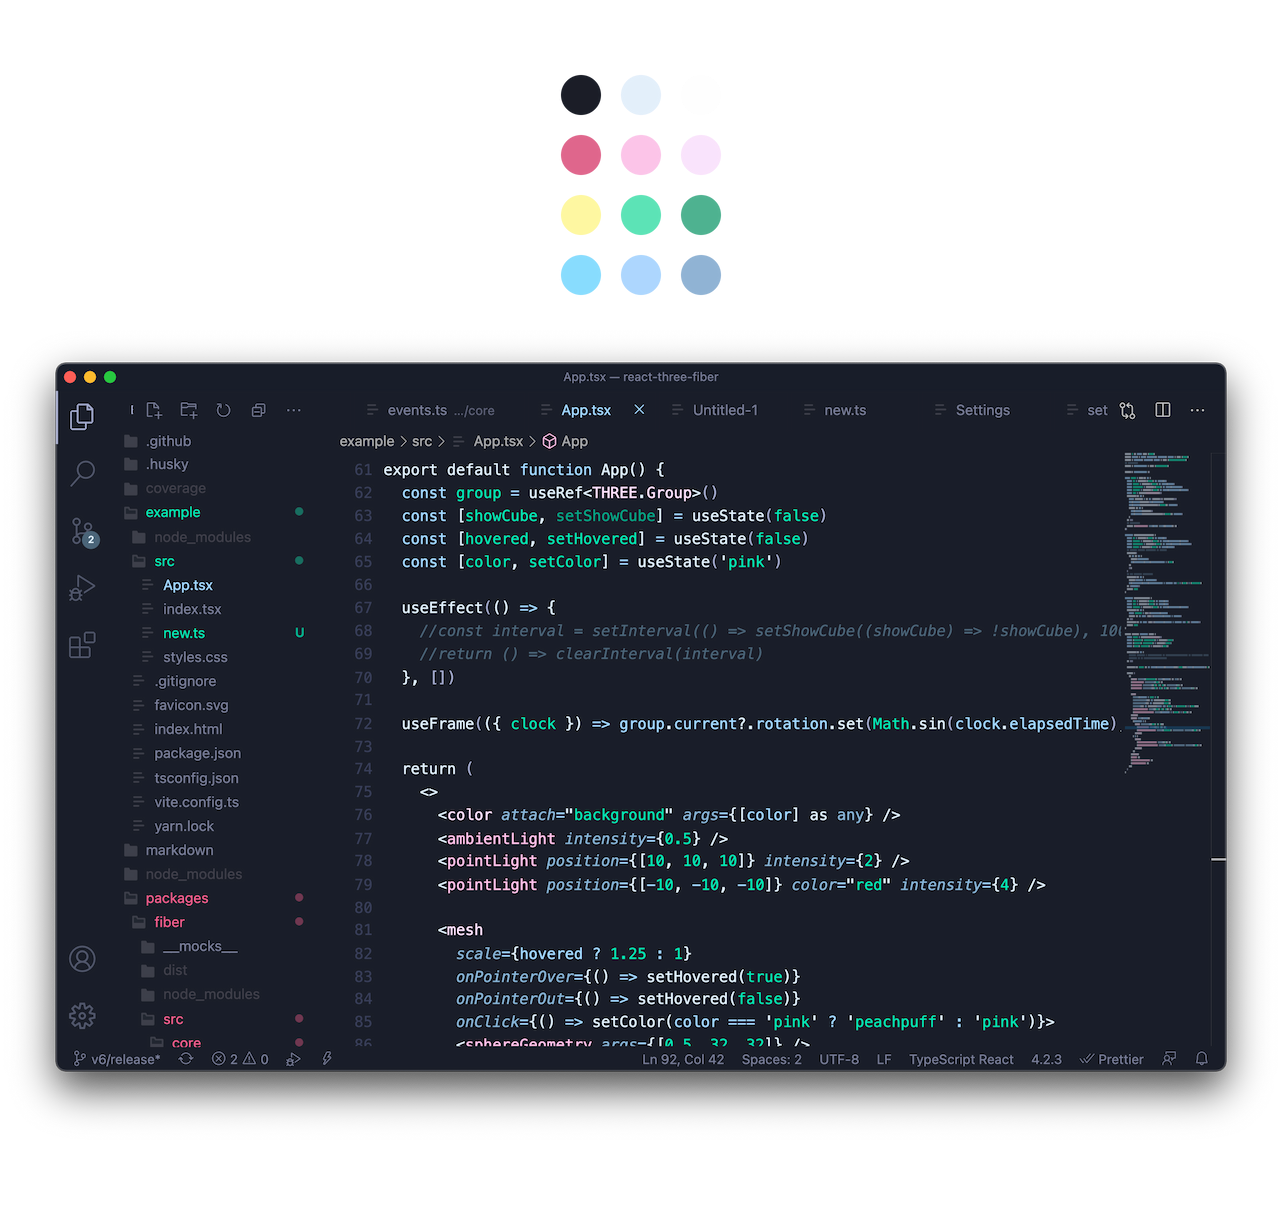 App.tsx — react-three-fiber
events.ts .../core
App.tsx
Untitled-1
new.ts
Settings
set
example > src > App.tsx > App
.github
.husky
coverage
example
node_modules
src
App.tsx
index.tsx
new.ts U
styles.css
.gitignore
favicon.svg
index.html
package.json
tsconfig.json
vite.config.ts
yarn.lock
markdown
node_modules
packages
fiber
__mocks__
dist
node_modules
src
core
2
61 export default function App() {
62 const group = useRef<THREE.Group>()
63 const [showCube, setShowCube] = useState(false)
64 const [hovered, setHovered] = useState(false)
65 const [color, setColor] = useState('pink')
66
67 useEffect(() => {
68 //const interval = setInterval(() => setShowCube((showCube) => !showCube), 10
69 //return () => clearInterval(interval)
70 }, [])
71
72 useFrame(({ clock }) => group.current?.rotation.set(Math.sin(clock.elapsedTime),
73
74 return (
75 <>
76 <color attach="background" args={[color] as any} />
77 <ambientLight intensity={0.5} />
78 <pointLight position={[10, 10, 10]} intensity={2} />
79 <pointLight position={[-10, -10, -10]} color="red" intensity={4} />
80
81 <mesh
82 scale={hovered ? 1.25 : 1}
83 onPointerOver={() => setHovered(true)}
84 onPointerOut={() => setHovered(false)}
85 onClick={() => setColor(color === 'pink' ? 'peachpuff' : 'pink')}>
86 <sphereGeometry args={[0.5, 32, 32]} />
v6/release* 2 0
Ln 92, Col 42 Spaces: 2 UTF-8 LF TypeScript React 4.2.3 Prettier